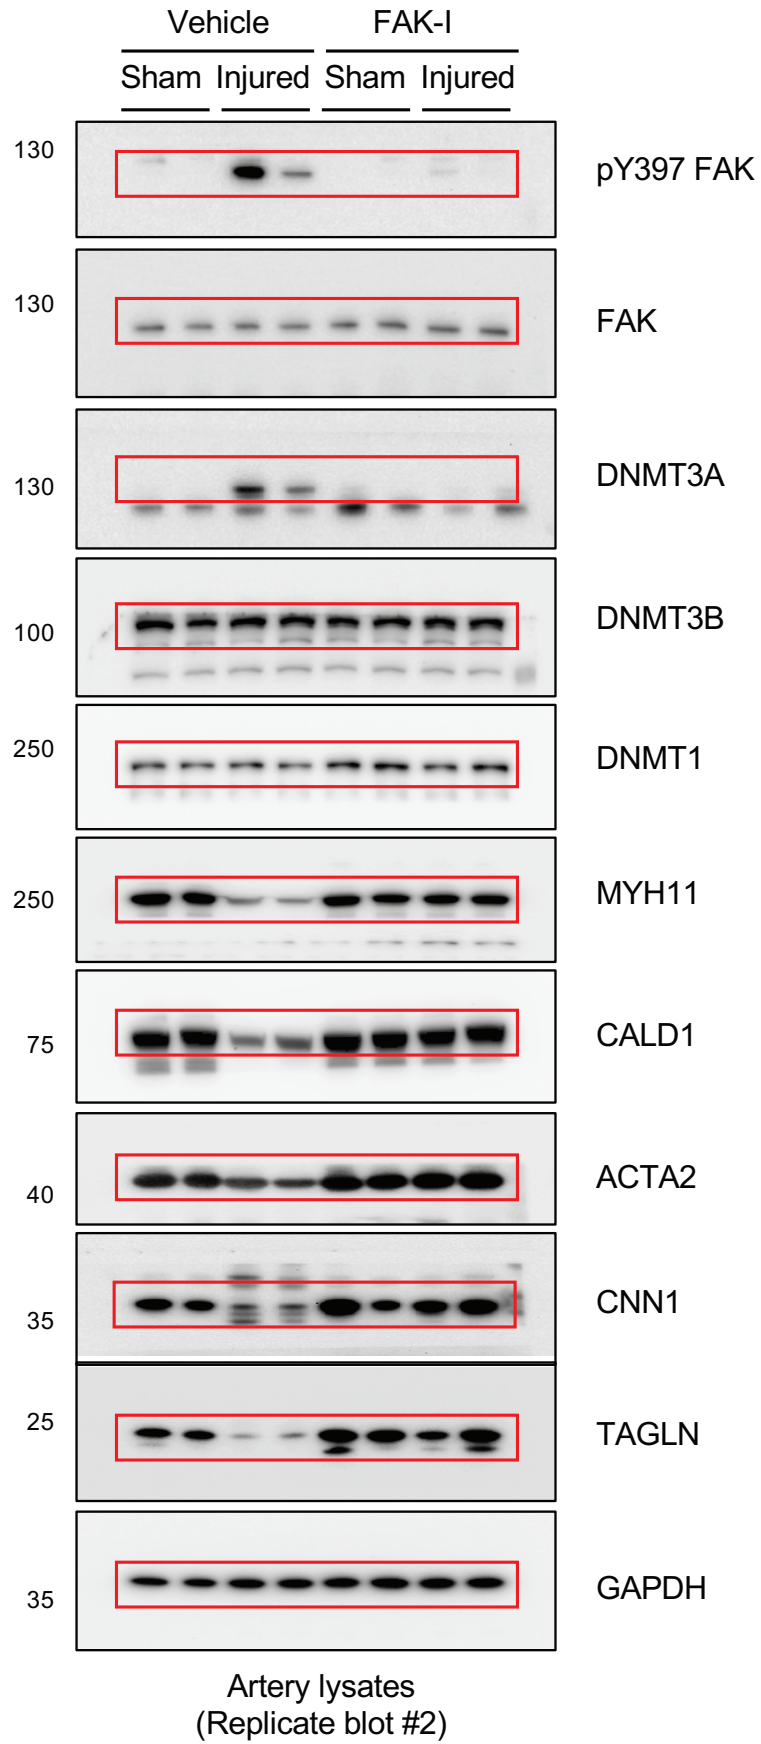 Vehicle FAK-I
Sham Injured Sham Injured
130 pY397 FAK
130 FAK
130 DNMT3A
100 DNMT3B
250 DNMT1
250 MYH11
75 CALD1
40 ACTA2
35 CNN1
25 TAGLN
35 GAPDH
Artery lysates
(Replicate blot #2)